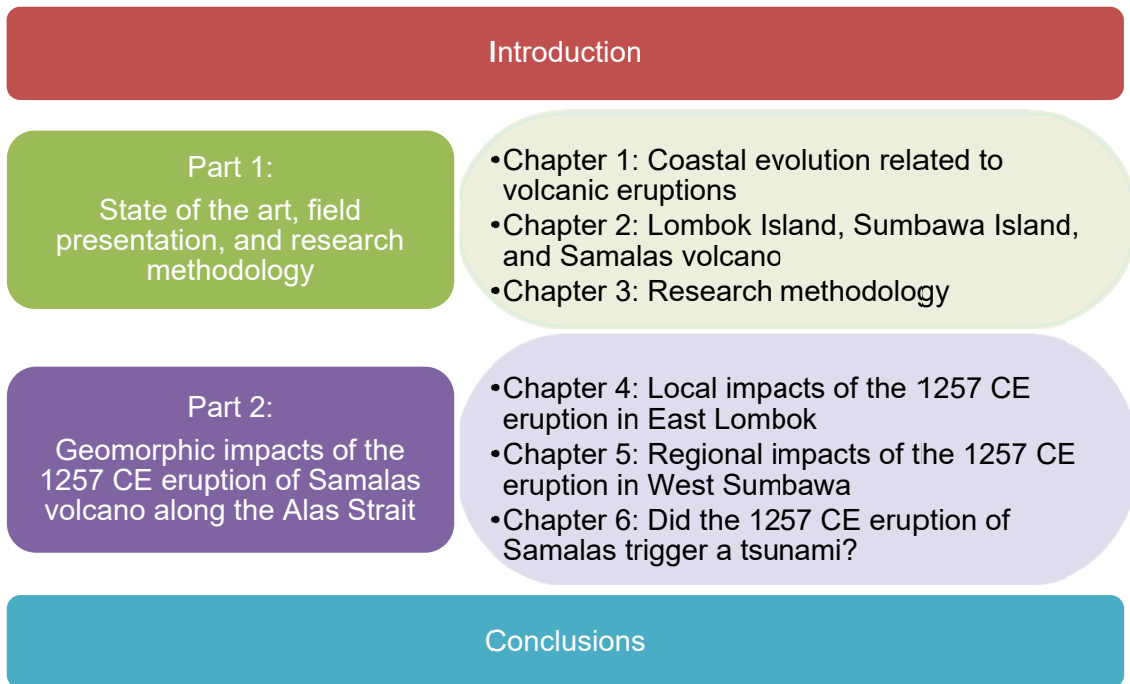 Introduction
Part 1:
State of the art, field
presentation, and research
methodology
•Chapter 1: Coastal evolution related to
volcanic eruptions
•Chapter 2: Lombok Island, Sumbawa Island,
and Samalas volcano
•Chapter 3: Research methodology
Part 2:
Geomorphic impacts of the
1257 CE eruption of Samalas
volcano along the Alas Strait
•Chapter 4: Local impacts of the 1257 CE
eruption in East Lombok
•Chapter 5: Regional impacts of the 1257 CE
eruption in West Sumbawa
•Chapter 6: Did the 1257 CE eruption of
Samalas trigger a tsunami?
Conclusions